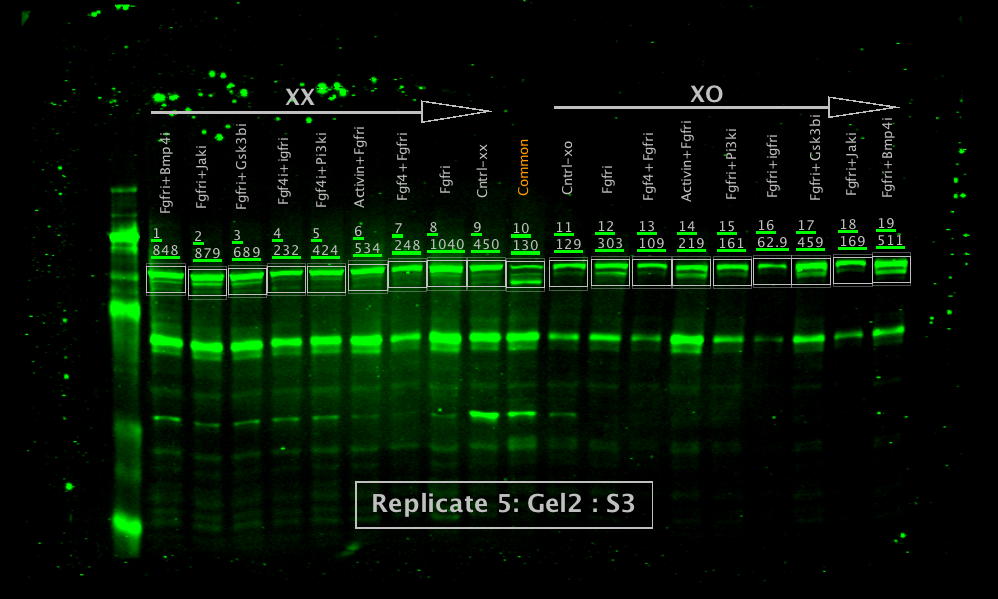 XX
XO
Fgfri+Bmp4i
Fgfri+Jaki
Fgfri+Gsk3bi
Fgf4i+igfri
Fgf4i+Pi3ki
Activin+Fgfri
Fgf4+Fgfri
Fgfri
Cntrl-xx
Common
Cntrl-xo
Fgfri
Fgf4+Fgfri
Activin+Fgfri
Fgfri+Pi3ki
Fgfri+igfri
Fgfri+Gsk3bi
Fgfri+Jaki
Fgfri+Bmp4i
1 2 3 4 5 6 7 8 9 10 11 12 13 14 15 16 17 18 19
848 879 689 232 424 534 248 1040 450 130 129 303 109 219 161 62.9 459 169 511
Replicate 5: Gel2 : S3